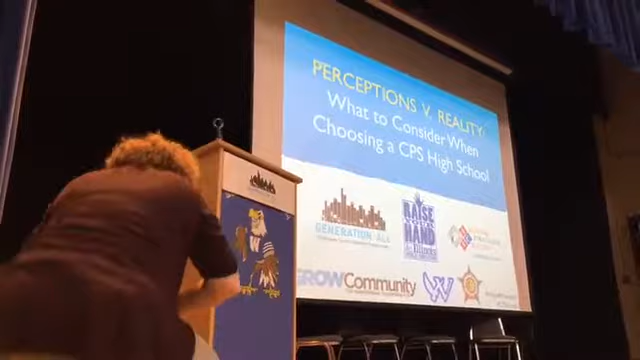 PERCEPTIONS V. REALITY:
What to Consider When
Choosing a CPS High School
GENERATION ALL
RAISE
YOUR
HAND
GROWCommunity